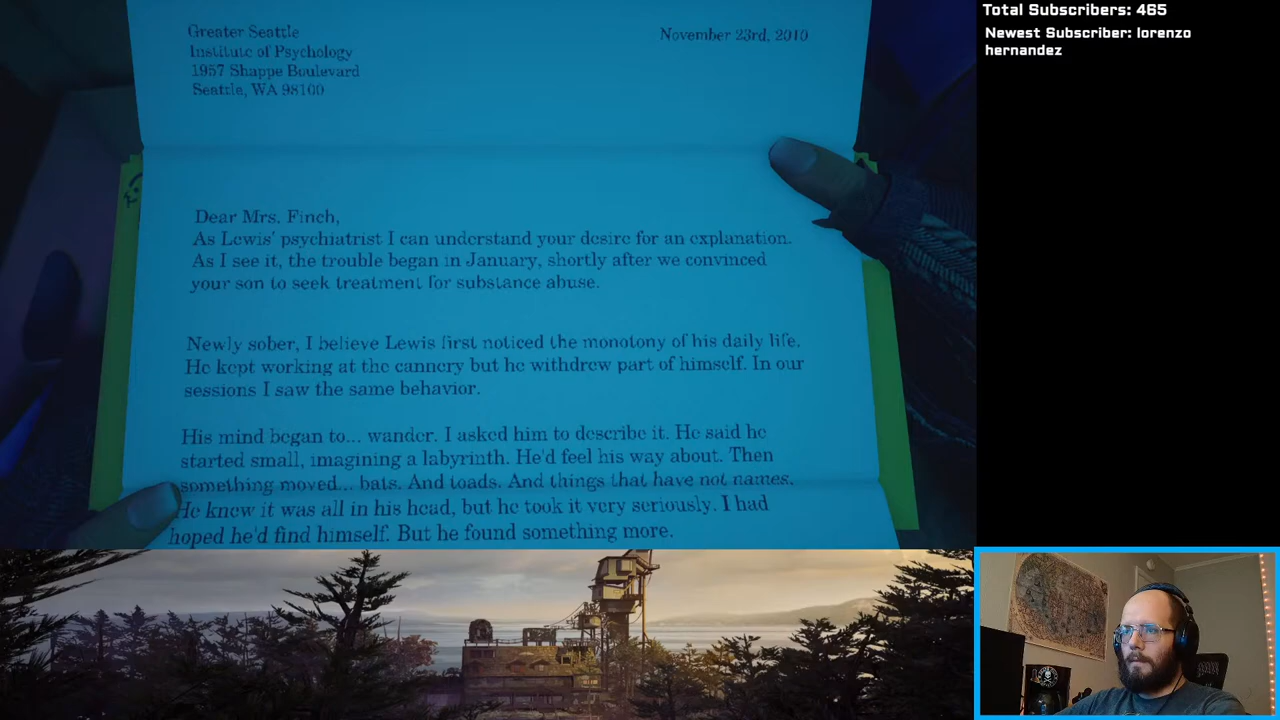 Greater Seattle
Institute of Psychology
1957 Shappe Boulevard
Seattle, WA 98100
November 23rd, 2010
Dear Mrs. Finch,
As Lewis' psychiatrist I can understand your desire for an explanation.
As I see it, the trouble began in January, shortly after we convinced
your son to seek treatment for substance abuse.
Newly sober, I believe Lewis first noticed the monotony of his daily life.
He kept working at the cannery but he withdrew part of himself. In our
sessions I saw the same behavior.
His mind began to... wander. I asked him to describe it. He said he
started small, imagining a labyrinth. He'd feel his way about. Then
something moved... bats. And toads. And things that have not names.
He knew it was all in his head, but he took it very seriously. I had
hoped he'd find himself. But he found something more.
Total Subscribers: 465
Newest Subscriber: lorenzo
hernandez